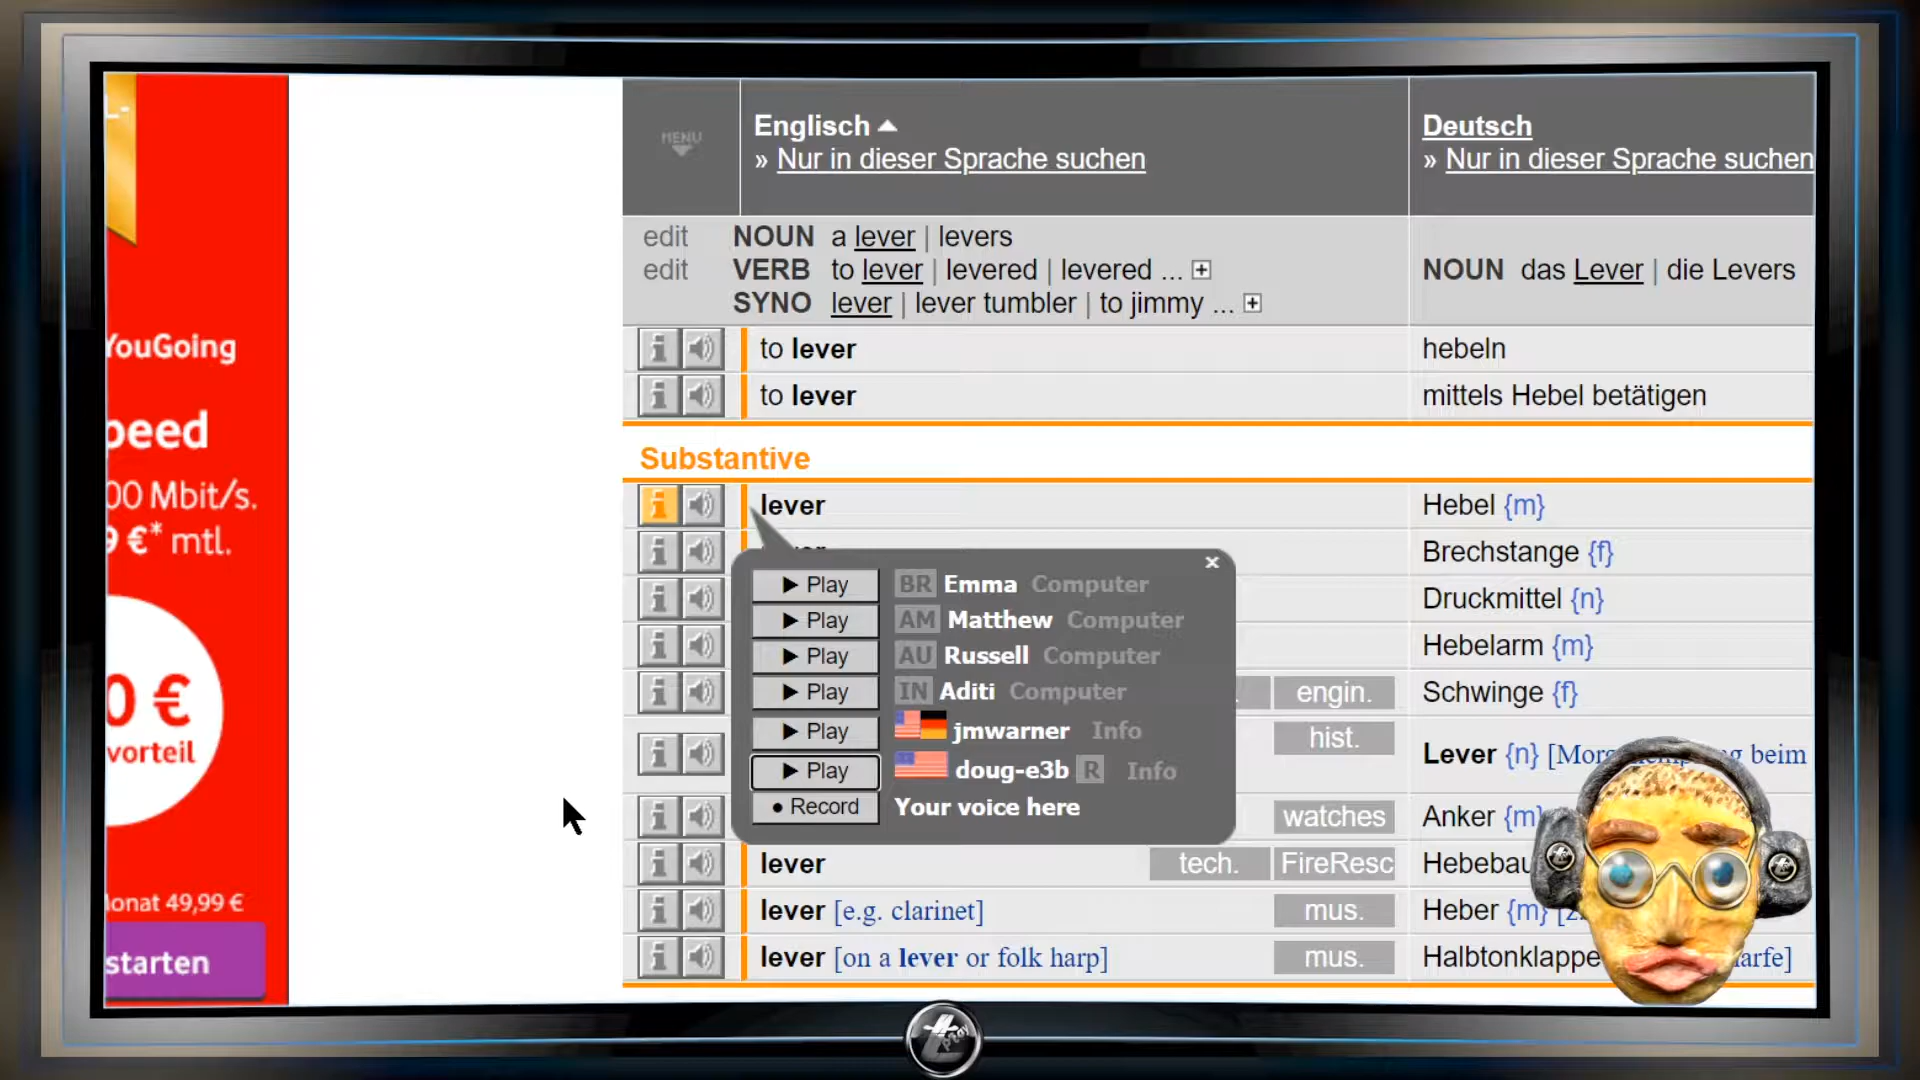 L-
YouGoing
peed
00 Mbit/s.
9 €* mtl.
0 €
vorteil
Monat 49,99 €
starten
MENU
Englisch
» Nur in dieser Sprache suchen
Deutsch
» Nur in dieser Sprache suchen
edit NOUN a lever | levers
edit VERB to lever | levered | levered ...
SYNO lever | lever tumbler | to jimmy ...
NOUN das Lever | die Levers
to lever hebeln
to lever mittels Hebel betätigen
Substantive
lever Hebel {m}
Brechstange {f}
Druckmittel {n}
Hebelarm {m}
engin. Schwinge {f}
hist. Lever {n} beim
watches Anker {m}
lever tech. FireResc
lever [e.g. clarinet] mus. Heber {m}
lever [on a lever or folk harp] mus. Halbtonklappe
Play BR Emma Computer
Play AM Matthew Computer
Play AU Russell Computer
Play IN Aditi Computer
Play jmwarner Info
Play doug-e3b R Info
Record Your voice here